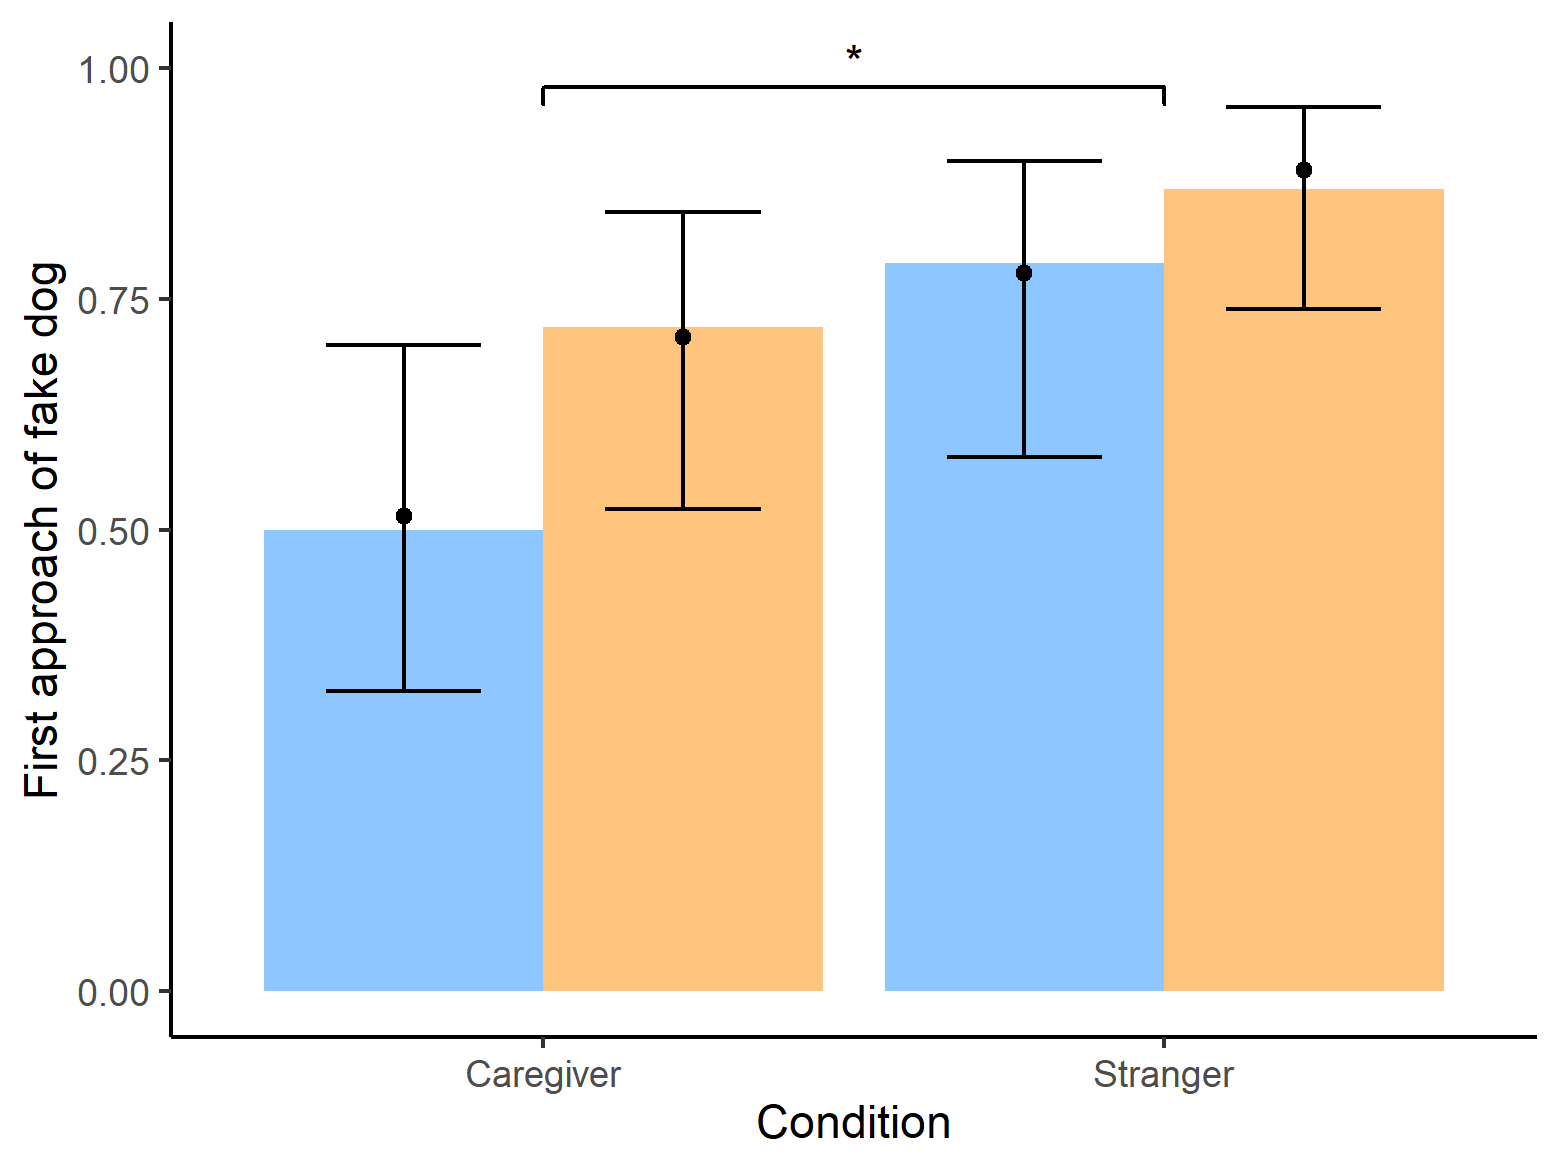 *
1.00
0.75
0.50
0.25
0.00
First approach of fake dog
Caregiver Stranger
Condition